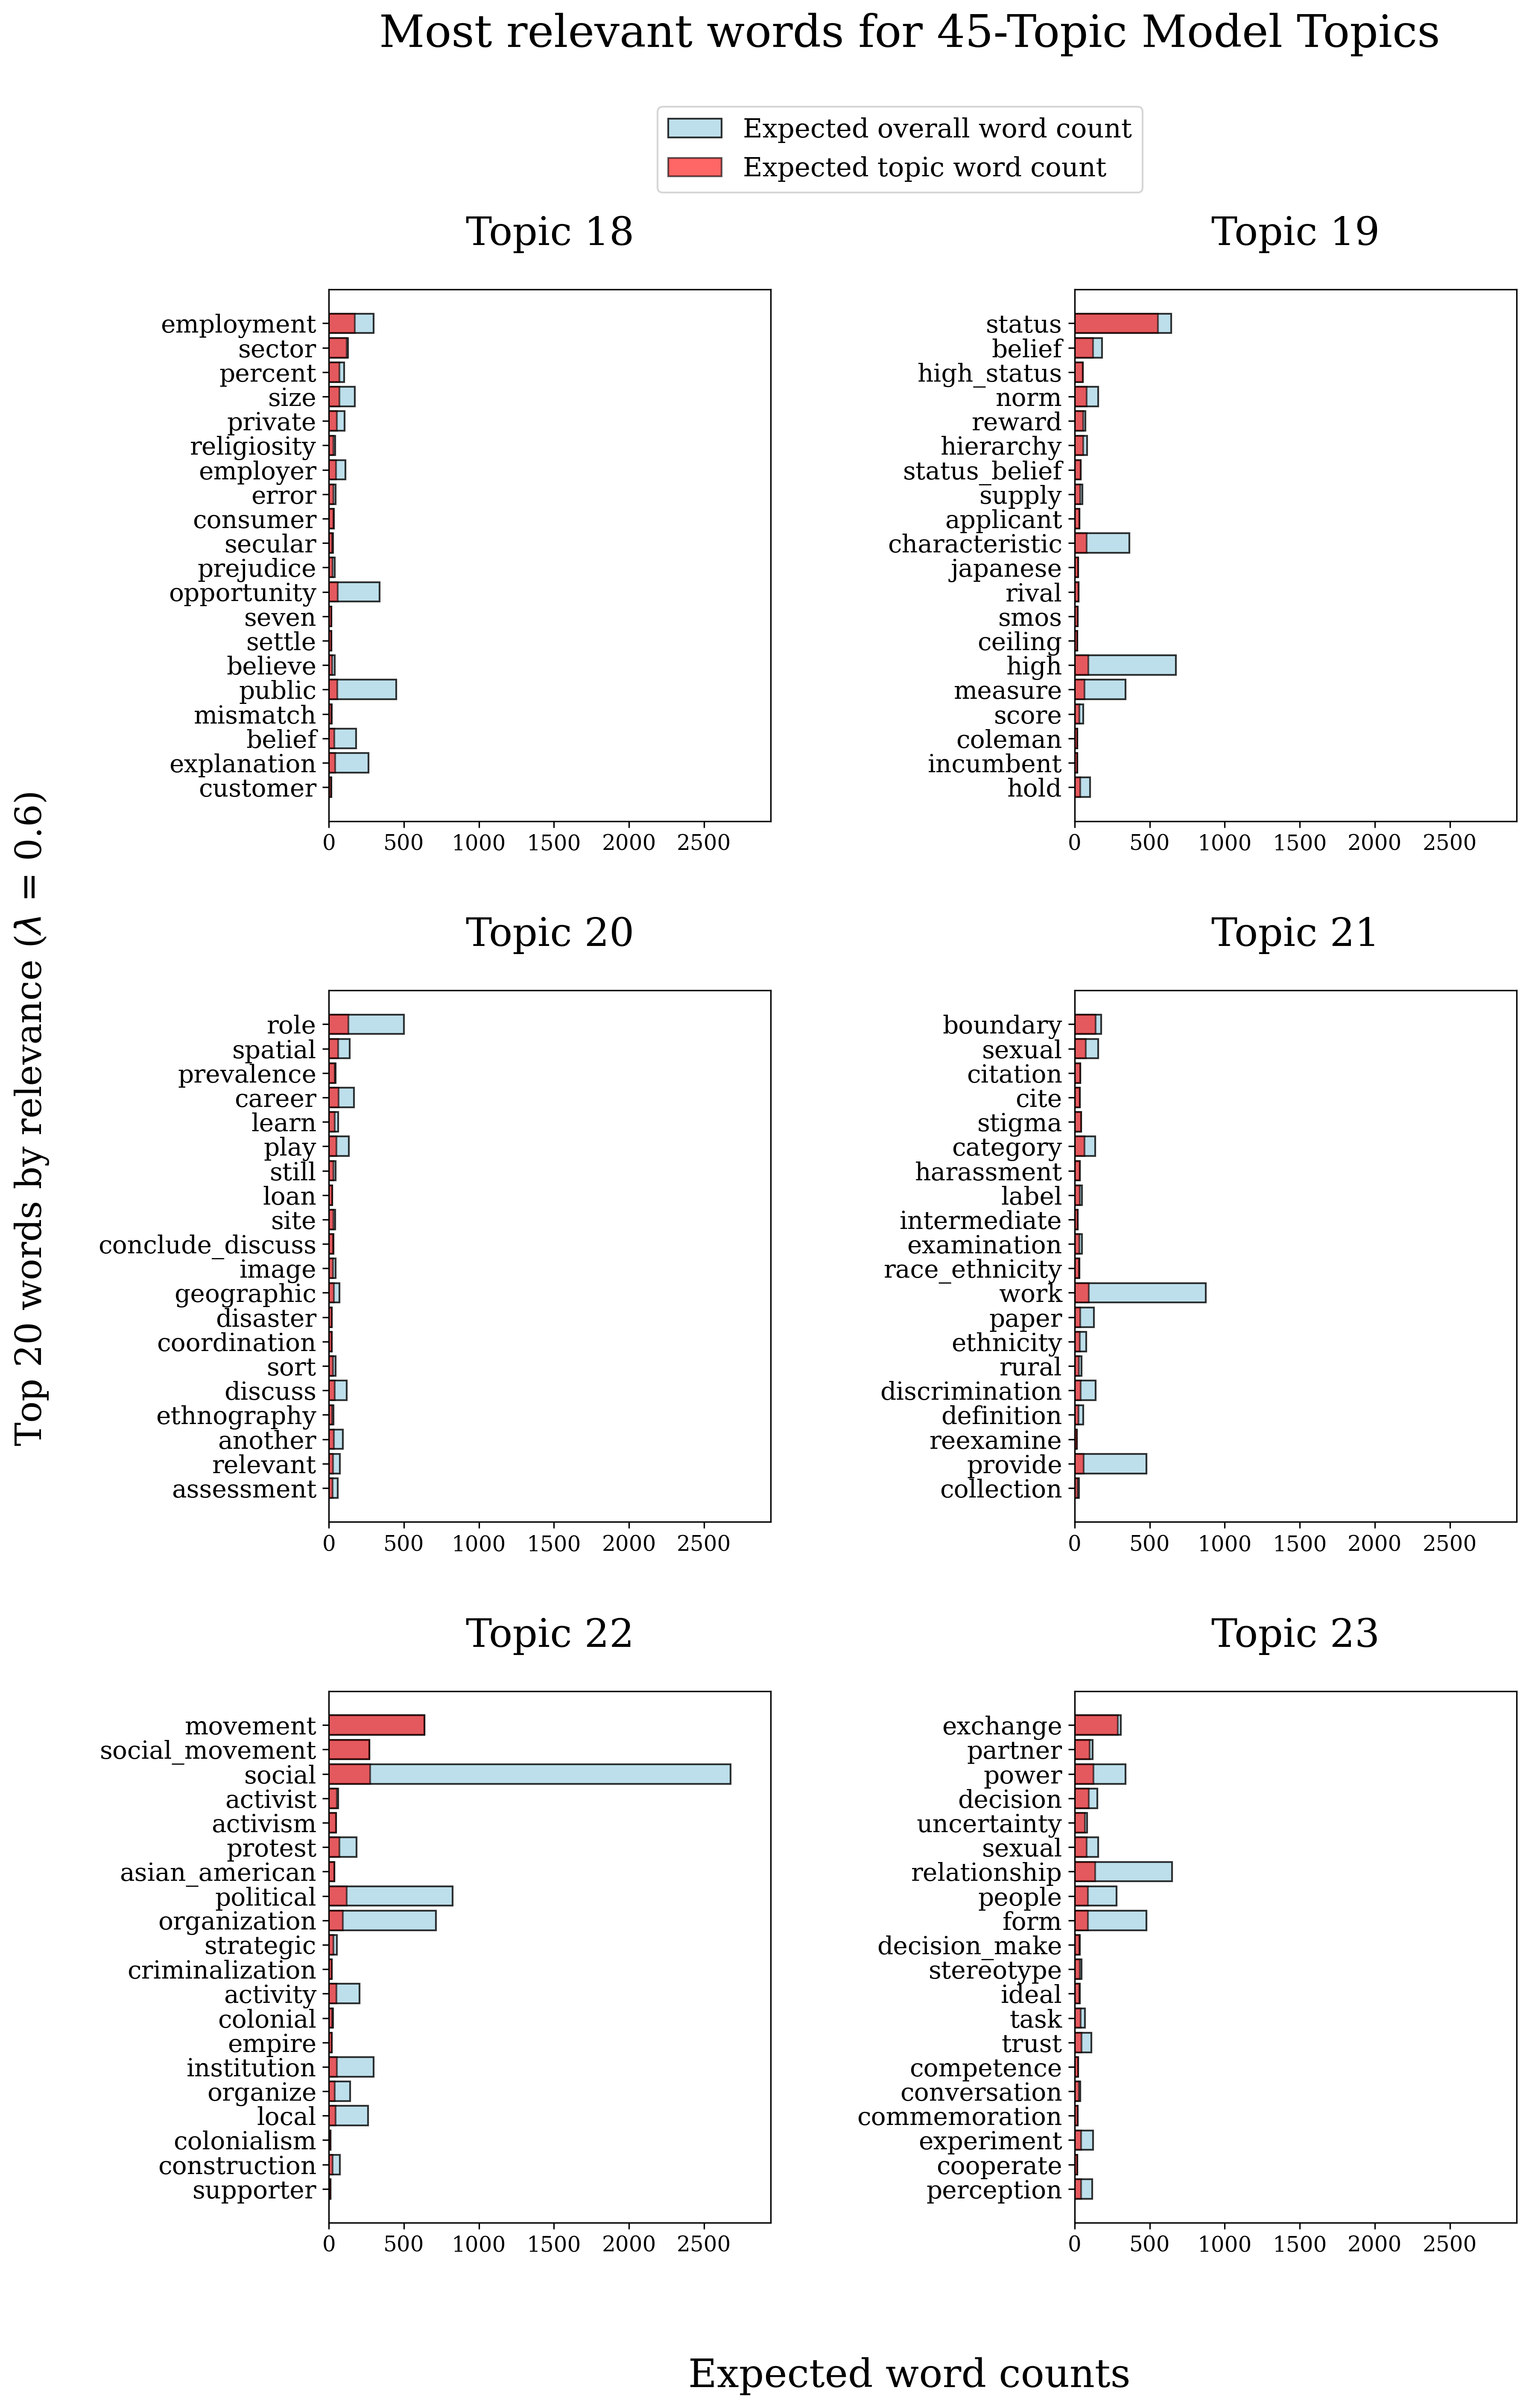 Most relevant words for 45-Topic Model Topics
Expected overall word count
Expected topic word count
Top 20 words by relevance (λ = 0.6)
Topic 18
employment
sector
percent
size
private
religiosity
employer
error
consumer
secular
prejudice
opportunity
seven
settle
believe
public
mismatch
belief
explanation
customer
0 500 1000 1500 2000 2500
Topic 19
status
belief
high_status
norm
reward
hierarchy
status_belief
supply
applicant
characteristic
japanese
rival
smos
ceiling
high
measure
score
coleman
incumbent
hold
0 500 1000 1500 2000 2500
Topic 20
role
spatial
prevalence
career
learn
play
still
loan
site
conclude_discuss
image
geographic
disaster
coordination
sort
discuss
ethnography
another
relevant
assessment
0 500 1000 1500 2000 2500
Topic 21
boundary
sexual
citation
cite
stigma
category
harassment
label
intermediate
examination
race_ethnicity
work
paper
ethnicity
rural
discrimination
definition
reexamine
provide
collection
0 500 1000 1500 2000 2500
Topic 22
movement
social_movement
social
activist
activism
protest
asian_american
political
organization
strategic
criminalization
activity
colonial
empire
institution
organize
local
colonialism
construction
supporter
0 500 1000 1500 2000 2500
Topic 23
exchange
partner
power
decision
uncertainty
sexual
relationship
people
form
decision_make
stereotype
ideal
task
trust
competence
conversation
commemoration
experiment
cooperate
perception
0 500 1000 1500 2000 2500
Expected word counts